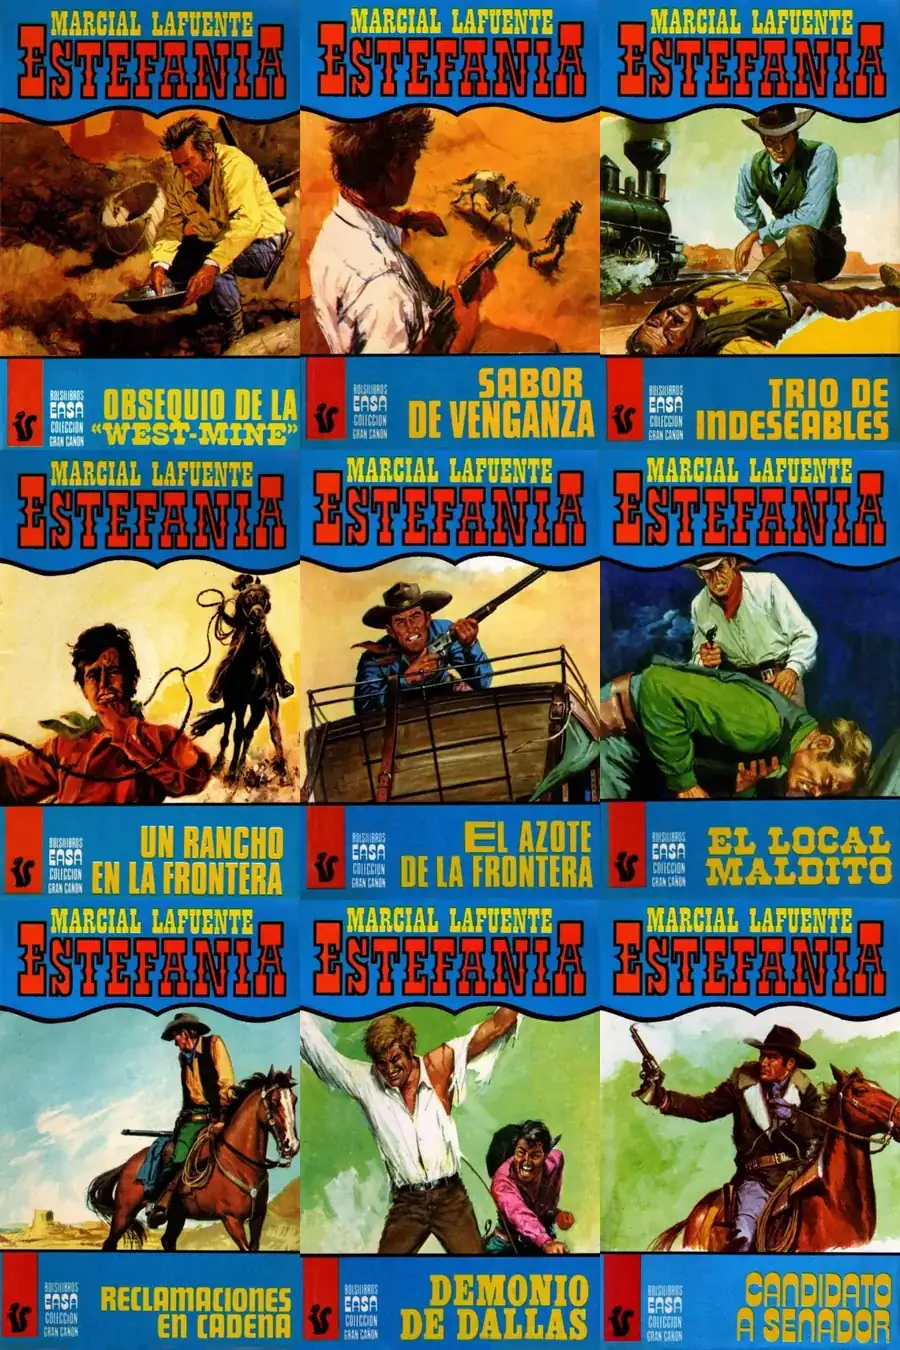 MARCIAL LAFUENTE
ESTEFANIA
BOLSILIBROS
EASA
COLECCION
GRAN CAÑON
OBSEQUIO DE LA
«WEST-MINE»
MARCIAL LAFUENTE
ESTEFANIA
BOLSILIBROS
EASA
COLECCION
GRAN CAÑON
SABOR
DE VENGANZA
MARCIAL LAFUENTE
ESTEFANIA
BOLSILIBROS
EASA
COLECCION
GRAN CAÑON
TRIO DE
INDESEABLES
MARCIAL LAFUENTE
ESTEFANIA
BOLSILIBROS
EASA
COLECCION
GRAN CAÑON
UN RANCHO
EN LA FRONTERA
MARCIAL LAFUENTE
ESTEFANIA
BOLSILIBROS
EASA
COLECCION
GRAN CAÑON
EL AZOTE
DE LA FRONTERA
MARCIAL LAFUENTE
ESTEFANIA
BOLSILIBROS
EASA
COLECCION
GRAN CAÑON
EL LOCAL
MALDITO
MARCIAL LAFUENTE
ESTEFANIA
BOLSILIBROS
EASA
COLECCION
GRAN CAÑON
RECLAMACIONES
EN CADENA
MARCIAL LAFUENTE
ESTEFANIA
BOLSILIBROS
EASA
COLECCION
GRAN CAÑON
DEMONIO
DE DALLAS
MARCIAL LAFUENTE
ESTEFANIA
BOLSILIBROS
EASA
COLECCION
GRAN CAÑON
CANDIDATO
A SENADOR